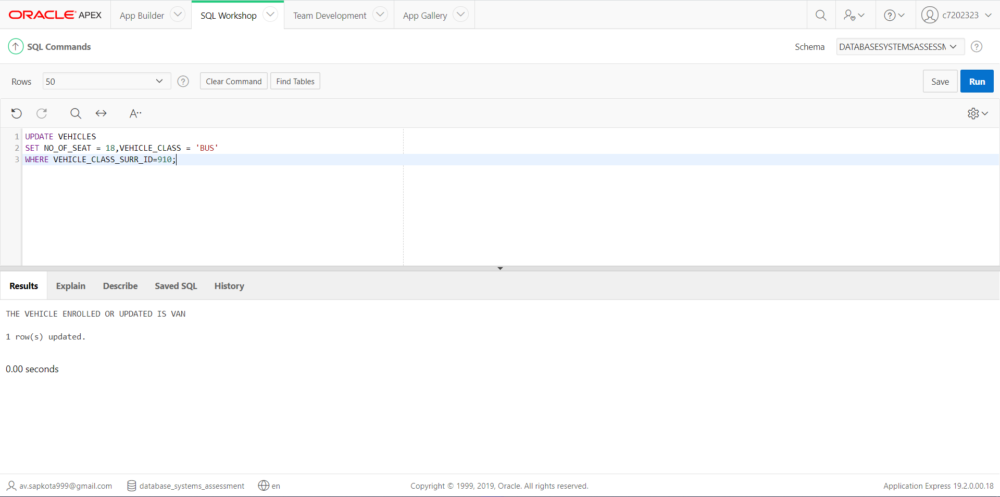 ORACLE APEX App Builder SQL Workshop Team Development App Gallery c7202323
SQL Commands Schema DATABASESYSTEMSASSESSM
Rows 50 Clear Command Find Tables Save Run
A··
1 UPDATE VEHICLES
2 SET NO_OF_SEAT = 18,VEHICLE_CLASS = 'BUS'
3 WHERE VEHICLE_CLASS_SURR_ID=910;
Results Explain Describe Saved SQL History
THE VEHICLE ENROLLED OR UPDATED IS VAN
1 row(s) updated.
0.00 seconds
av.sapkota999@gmail.com database_systems_assessment en Copyright © 1999, 2019, Oracle. All rights reserved. Application Express 19.2.0.00.18